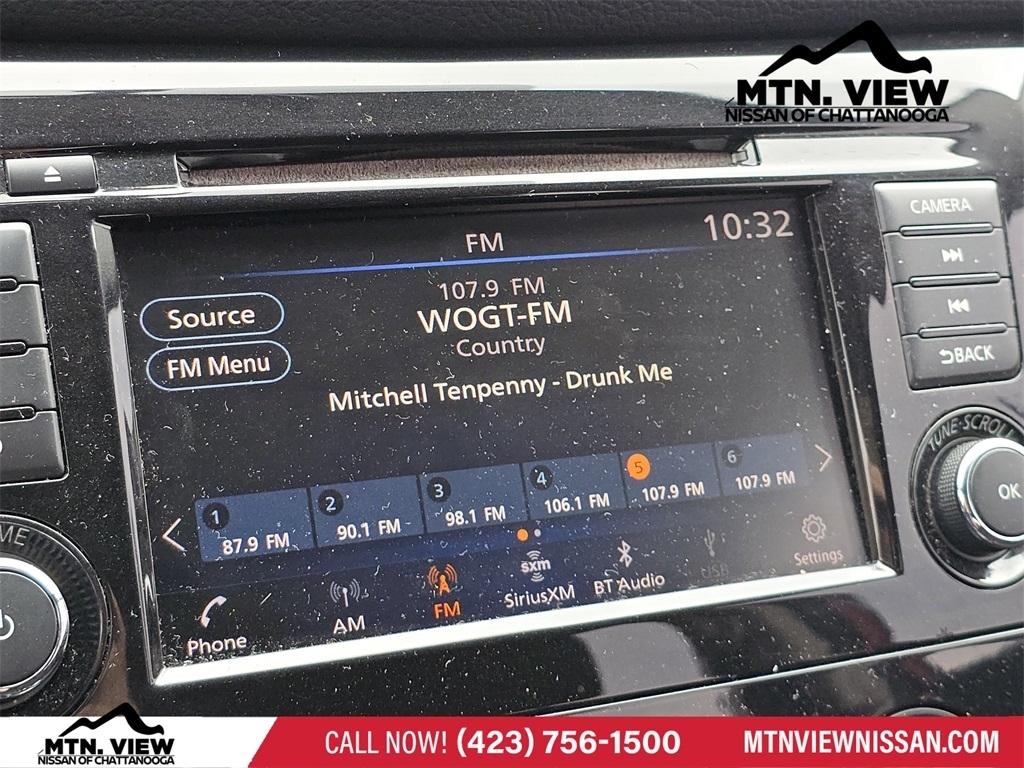 MTN. VIEW
NISSAN OF CHATTANOOGA
CAMERA
FM
10:32
107.9 FM
Source
WOGT-FM
Country
FM Menu
BACK
Mitchell Tenpenny - Drunk Me
TUNE·SCROLL
OK
1
87.9 FM
2
90.1 FM
3
98.1 FM
4
106.1 FM
5
107.9 FM
6
107.9 FM
Phone
AM
FM
sxm
SiriusXM
BT Audio
USB
Settings
MTN. VIEW
NISSAN OF CHATTANOOGA
CALL NOW! (423) 756-1500
MTNVIEWNISSAN.COM